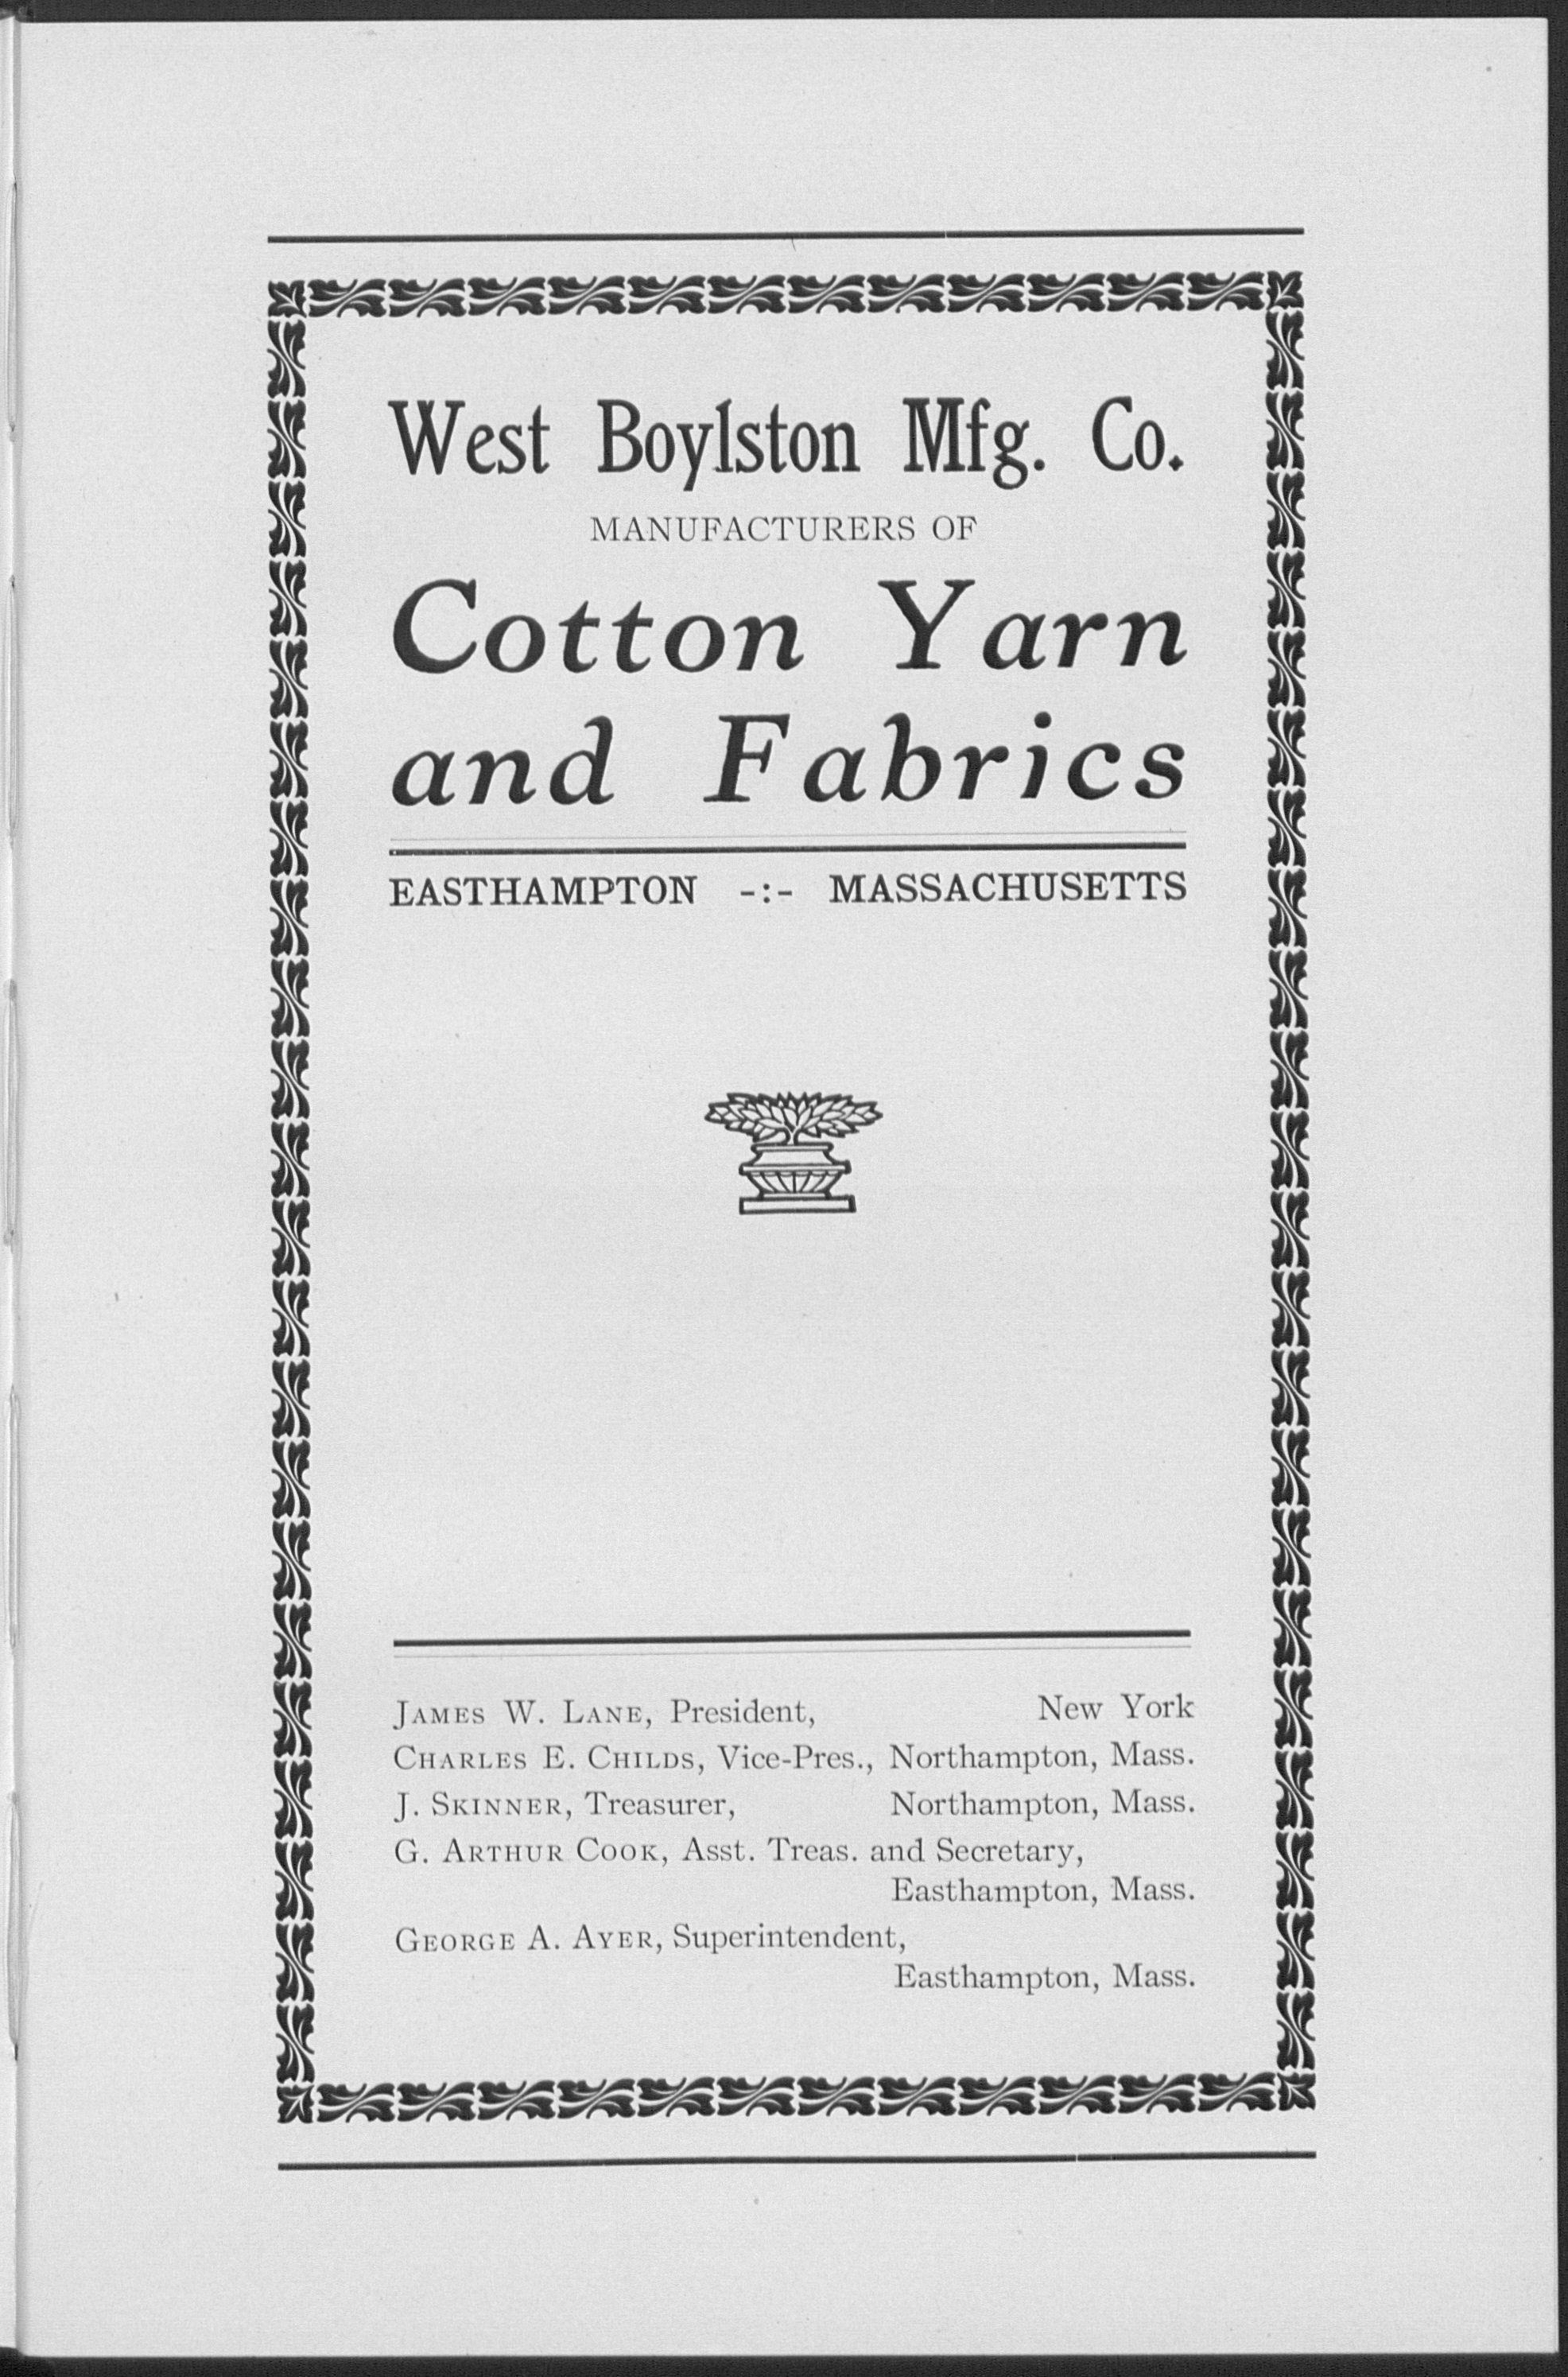 West Boylston Mfg. Co.
MANUFACTURERS OF
Cotton Yarn
and Fabrics
EASTHAMPTON -:- MASSACHUSETTS
JAMES W. LANE, President, New York
CHARLES E. CHILDS, Vice-Pres., Northampton, Mass.
J. SKINNER, Treasurer, Northampton, Mass.
G. ARTHUR COOK, Asst. Treas. and Secretary,
Easthampton, Mass.
GEORGE A. AYER, Superintendent,
Easthampton, Mass.